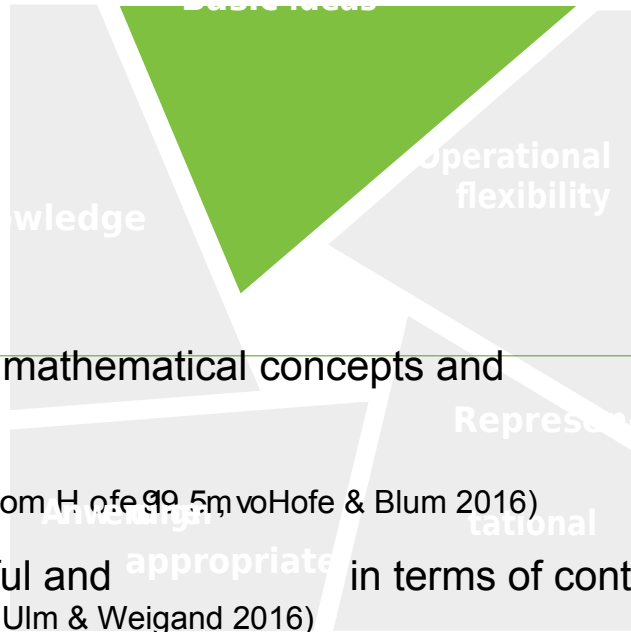 Basic Ideas
Operational
flexibility
wledge
mathematical concepts and
Represen
om H ofe 99 5m, voHofe & Blum 2016)
tational
appropriate
ful and in terms of cont
Ulm & Weigand 2016)